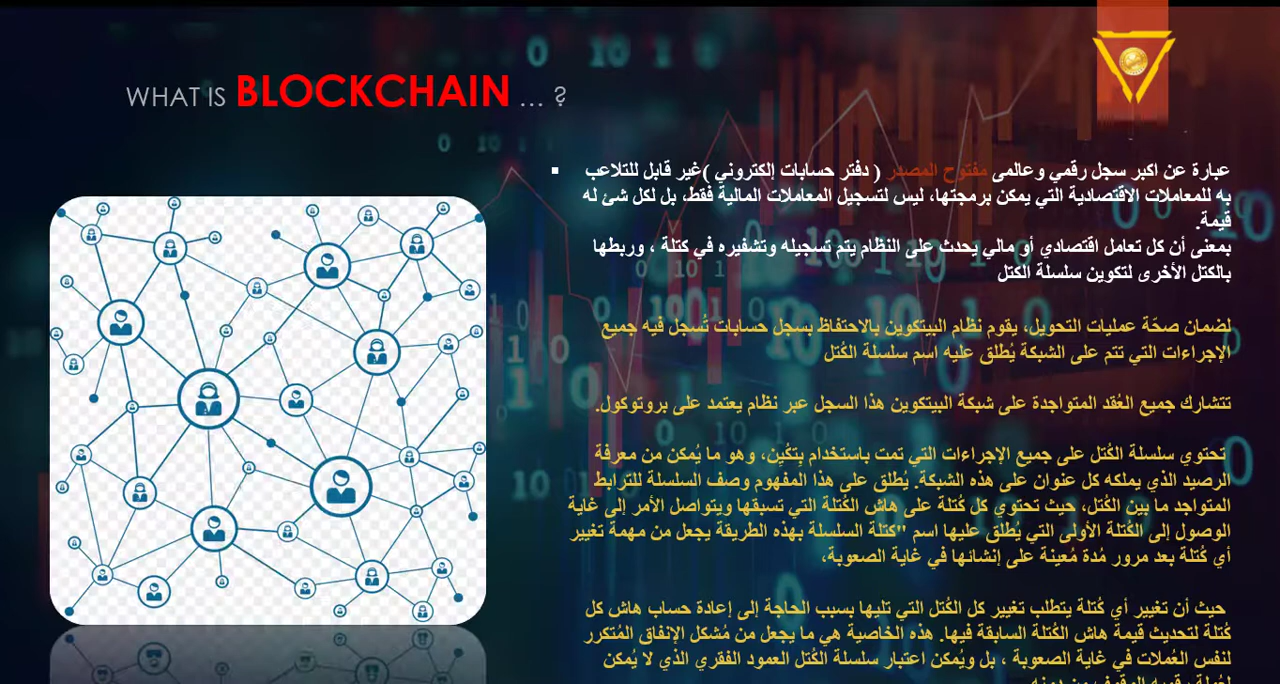 WHAT IS BLOCKCHAIN ... ?
عبارة عن اكبر سجل رقمي وعالمى مفتوح المصدر ( دفتر حسابات إلكتروني )غير قابل للتلاعب
به للمعاملات الاقتصادية التي يمكن برمجتها، ليس لتسجيل المعاملات المالية فقط، بل لكل شئ له
قيمة.
بمعنى أن كل تعامل اقتصادي أو مالي يحدث على النظام يتم تسجيله وتشفيره في كتلة ، وربطها
بالكتل الأخرى لتكوين سلسلة الكتل
لضمان صحّة عمليات التحويل، يقوم نظام البيتكوين بالاحتفاظ بسجل حسابات تُسجل فيه جميع
الإجراءات التي تتم على الشبكة يُطلق عليه اسم سلسلة الكُتل
تتشارك جميع العُقد المتواجدة على شبكة البيتكوين هذا السجل عبر نظام يعتمد على بروتوكول.
تحتوي سلسلة الكُتل على جميع الإجراءات التي تمت باستخدام بِتكُيِن، وهو ما يُمكن من معرفة
الرصيد الذي يملكه كل عنوان على هذه الشبكة. يُطلق على هذا المفهوم وصف السلسلة للترابط
المتواجد ما بين الكُتل، حيث تحتوي كل كُتلة على هاش الكُتلة التي تسبقها ويتواصل الأمر إلى غاية
الوصول إلى الكُتلة الأولى التي يُطلق عليها اسم "كتلة السلسلة بهذه الطريقة يجعل من مهمة تغيير
أي كُتلة بعد مرور مُدة مُعينة على إنشائها في غاية الصعوبة،
حيث أن تغيير أي كُتلة يتطلب تغيير كل الكُتل التي تليها بسبب الحاجة إلى إعادة حساب هاش كل
كُتلة لتحديث قيمة هاش الكُتلة السابقة فيها. هذه الخاصية هي ما يجعل من مُشكل الإنفاق المُتكرر
لنفس العُملات في غاية الصعوبة ، بل ويُمكن اعتبار سلسلة الكُتل العمود الفقري الذي لا يُمكن